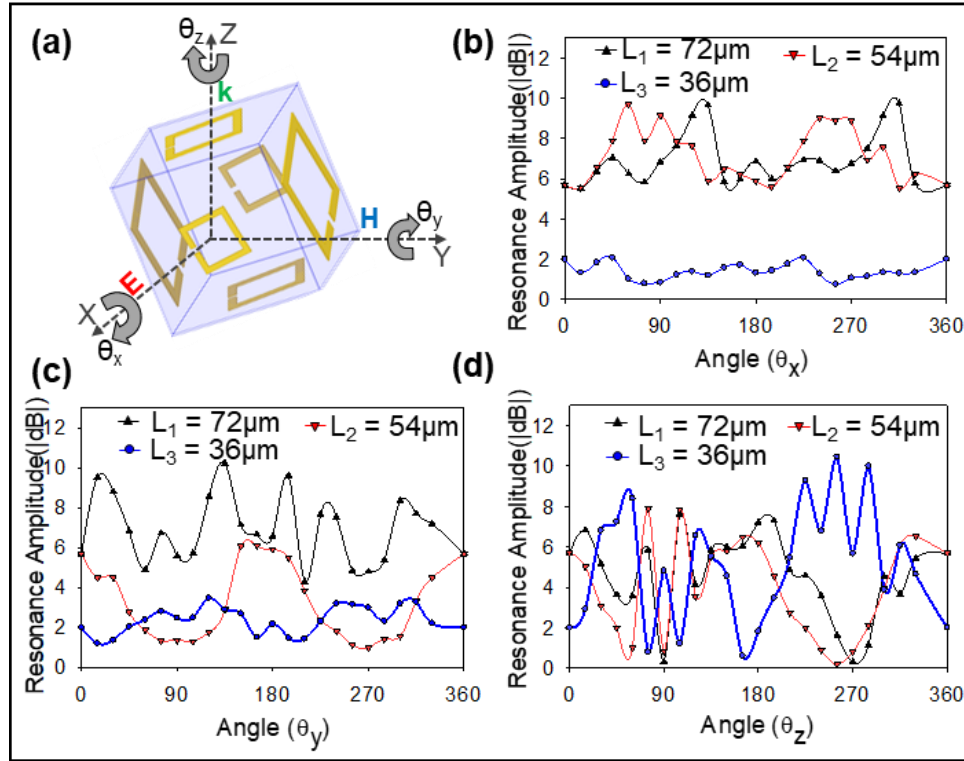 (a)
θz
Z
k
H
θy
Y
E
X
θx
(b)
L1 = 72µm
L2 = 54µm
L3 = 36µm
Resonance Amplitude(|dB|)
12
10
8
6
4
2
0
0 90 180 270 360
Angle (θx)
(c)
L1 = 72µm
L2 = 54µm
L3 = 36µm
Resonance Amplitude(|dB|)
12
10
8
6
4
2
0
0 90 180 270 360
Angle (θy)
(d)
L1 = 72µm
L2 = 54µm
L3 = 36µm
Resonance Amplitude(|dB|)
12
10
8
6
4
2
0
0 90 180 270 360
Angle (θz)